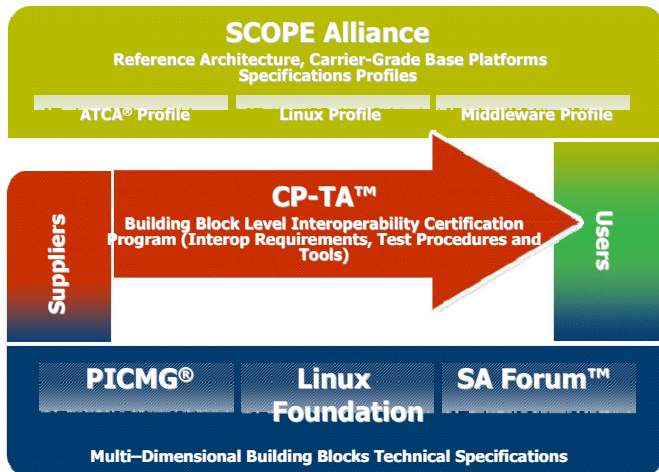 SCOPE Alliance
Reference Architecture, Carrier-Grade Base Platforms
Specifications Profiles
ATCA® Profile
Linux Profile
Middleware Profile
Suppliers
CP-TA™
Building Block Level Interoperability Certification
Program (Interop Requirements, Test Procedures and
Tools)
Users
PICMG®
Linux
Foundation
SA Forum™
Multi–Dimensional Building Blocks Technical Specifications